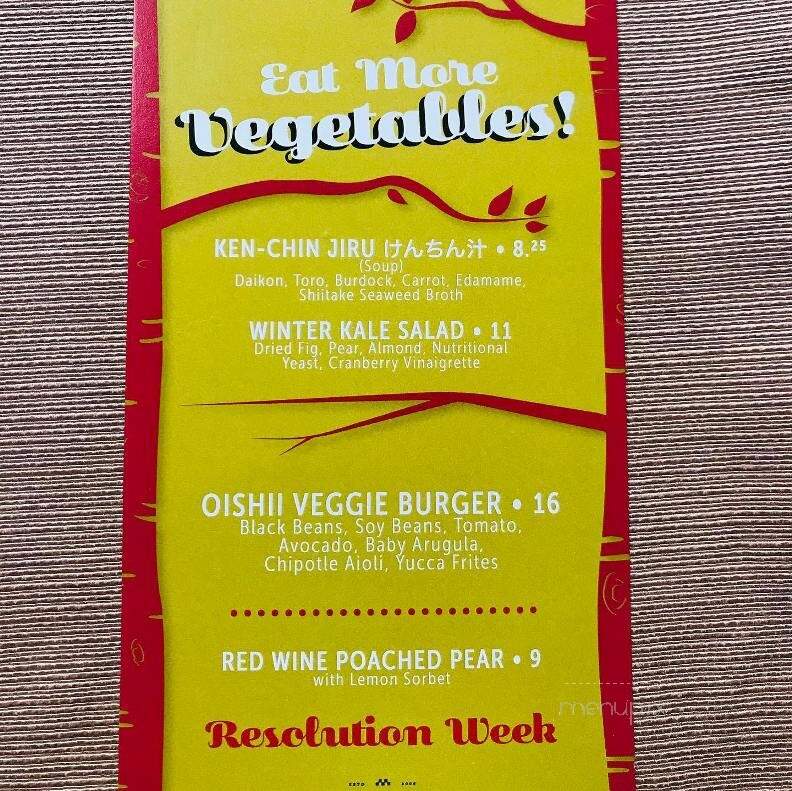 Eat More
Vegetables!
KEN-CHIN JIRU けんちん汁 • 8.25
(Soup)
Daikon, Toro, Burdock, Carrot, Edamame,
Shiitake Seaweed Broth
WINTER KALE SALAD • 11
Dried Fig, Pear, Almond, Nutritional
Yeast, Cranberry Vinaigrette
OISHII VEGGIE BURGER • 16
Black Beans, Soy Beans, Tomato,
Avocado, Baby Arugula,
Chipotle Aioli, Yucca Frites
RED WINE POACHED PEAR • 9
with Lemon Sorbet
Resolution Week
ESTD